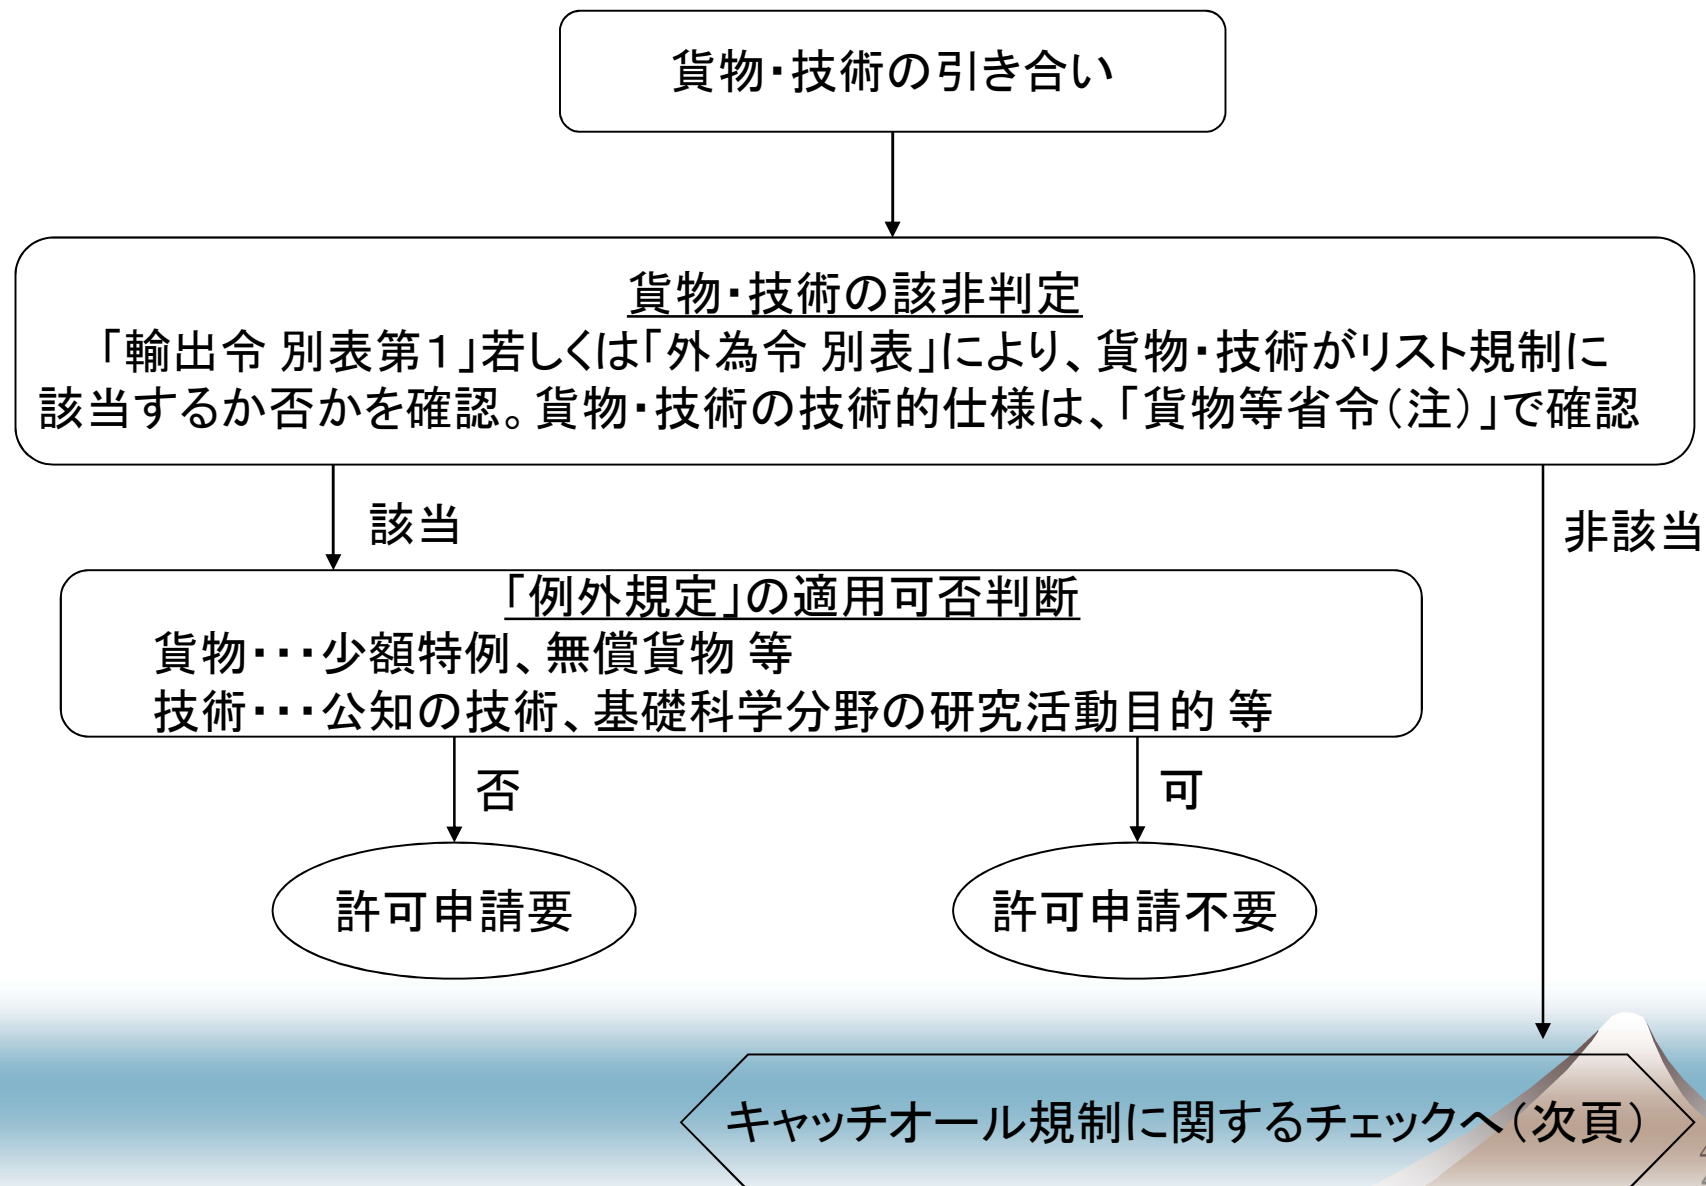 貨物・技術の引き合い
貨物・技術の該非判定
「輸出令 別表第１」若しくは「外為令 別表」により、貨物・技術がリスト規制に
該当するか否かを確認。貨物・技術の技術的仕様は、「貨物等省令（注）」で確認
該当
非該当
「例外規定」の適用可否判断
貨物・・・少額特例、無償貨物 等
技術・・・公知の技術、基礎科学分野の研究活動目的 等
否
可
許可申請要
許可申請不要
キャッチオール規制に関するチェックへ（次頁）